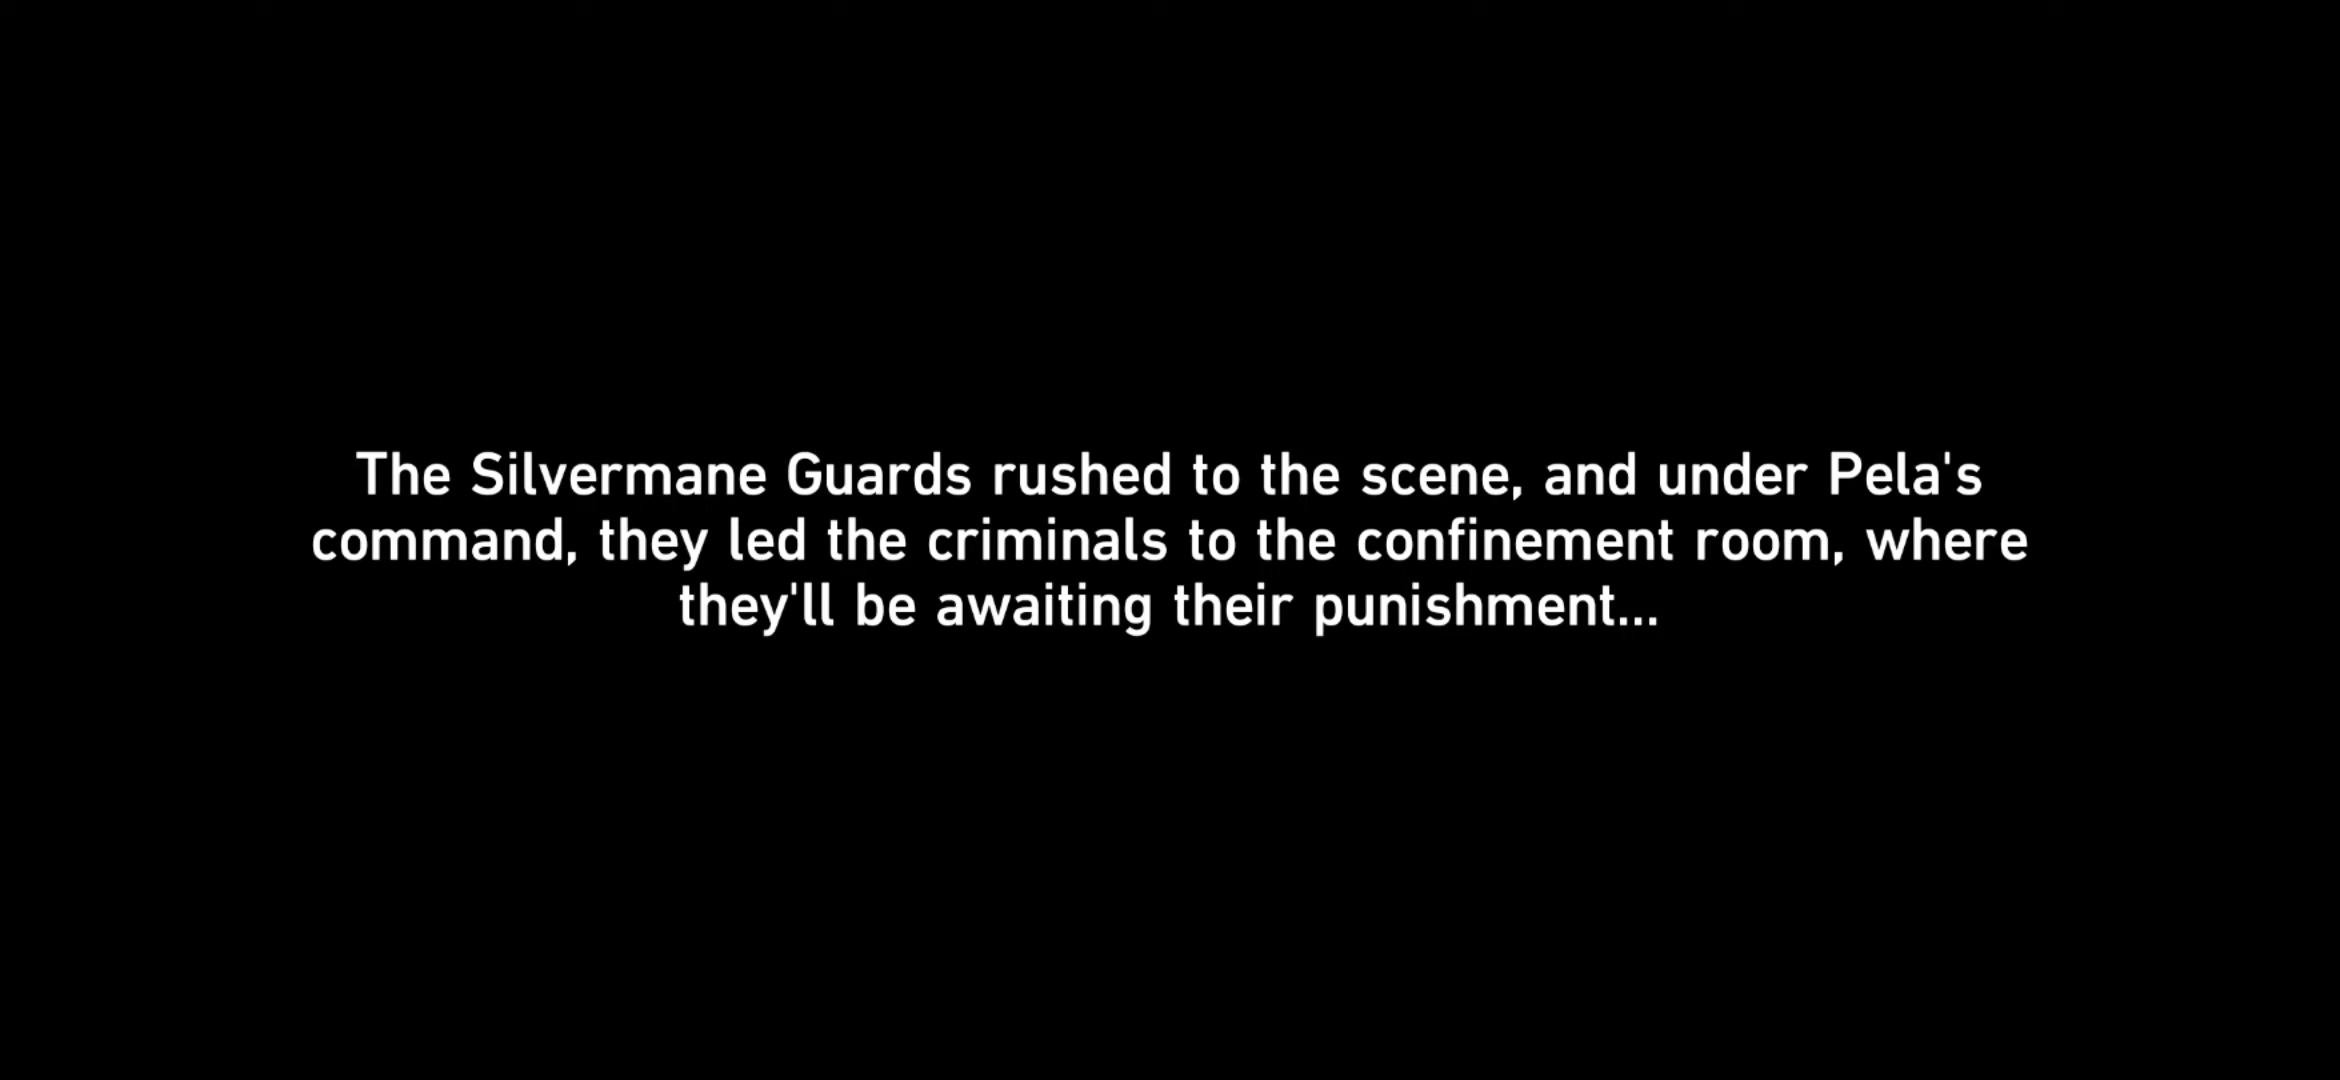 The Silvermane Guards rushed to the scene, and under Pela's
command, they led the criminals to the confinement room, where
they'll be awaiting their punishment...